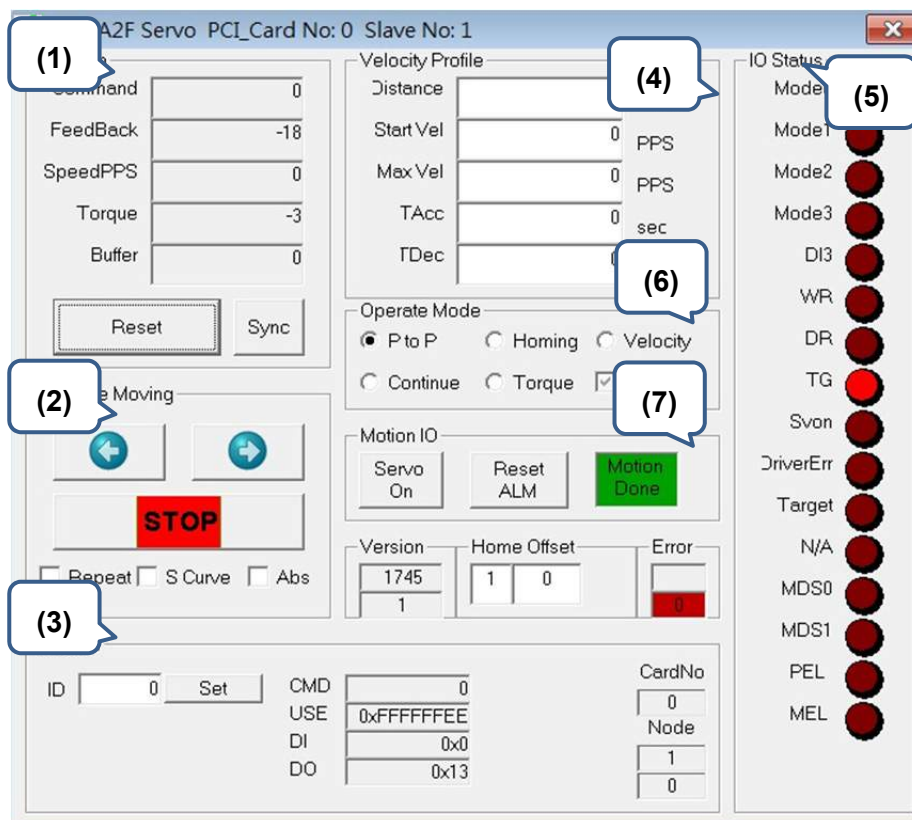 A2F Servo PCI_Card No: 0 Slave No: 1
(1)
Command 0
FeedBack -18
SpeedPPS 0
Torque -3
Buffer 0
Reset Sync
(2)
Moving
STOP
Repeat S Curve Abs
(3)
ID 0 Set
CMD 0
USE 0xFFFFFFEE
DI 0x0
DO 0x13
CardNo
0
Node
1
0
Velocity Profile
(4)
Distance
Start Vel 0 PPS
Max Vel 0 PPS
TAcc 0 sec
TDec
(6)
Operate Mode
P to P Homing Velocity
Continue Torque
(7)
Motion IO
Servo On
Reset ALM
Motion Done
Version
1745
1
Home Offset
1 0
Error
0
IO Status
(5)
Mode
Mode1
Mode2
Mode3
DI3
WR
DR
TG
Svon
DriverErr
Target
N/A
MDS0
MDS1
PEL
MEL